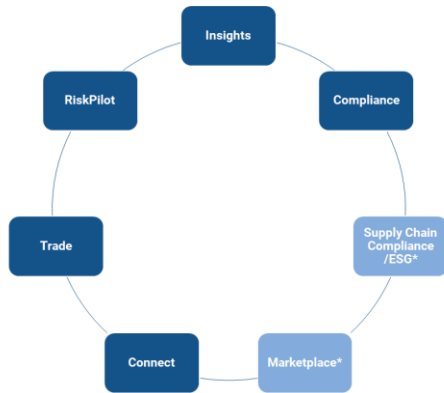 Insights
Compliance
Supply Chain
Compliance
/ESG*
Marketplace*
Connect
Trade
RiskPilot